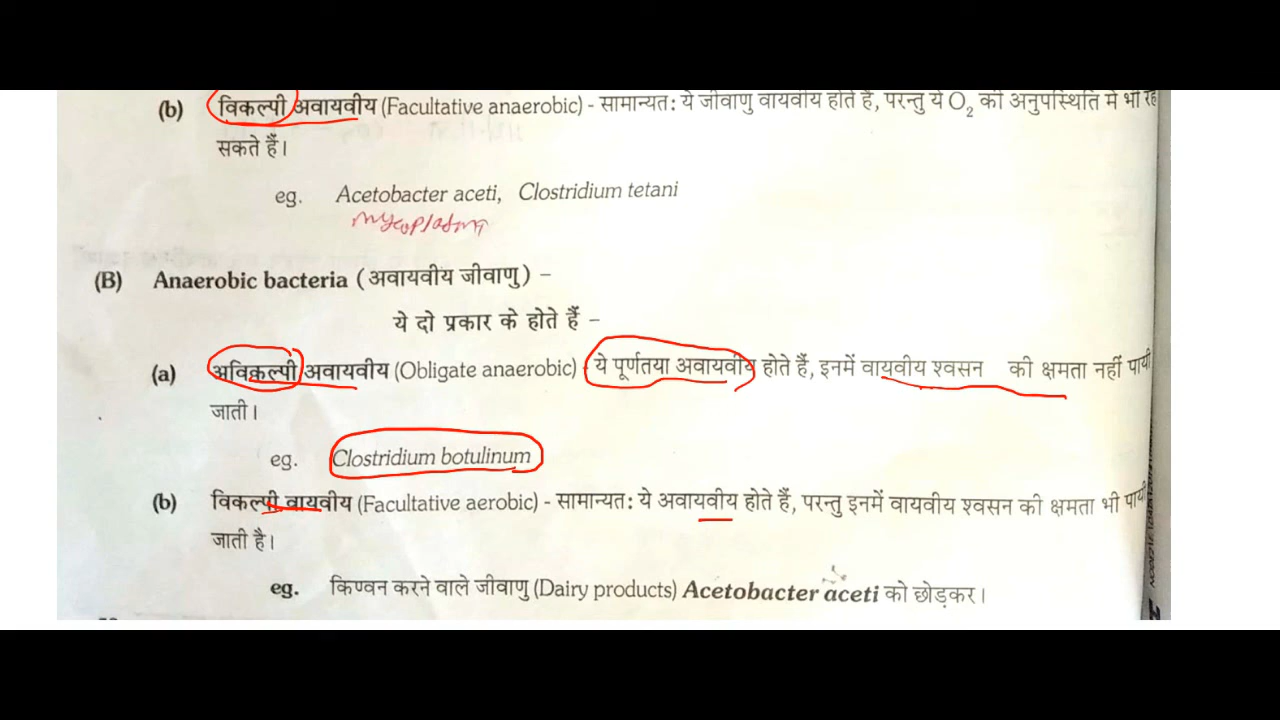 (b) विकल्पी अवायवीय (Facultative anaerobic) - सामान्यत: ये जीवाणु वायवीय होते हैं, परन्तु ये O₂ की अनुपस्थिति में भी रह
सकते हैं।
eg. Acetobacter aceti, Clostridium tetani
mycoplasma
(B) Anaerobic bacteria (अवायवीय जीवाणु) –
ये दो प्रकार के होते हैं –
(a) अविकल्पी अवायवीय (Obligate anaerobic) - ये पूर्णतया अवायवीय होते हैं, इनमें वायवीय श्वसन की क्षमता नहीं पायी
जाती।
eg. Clostridium botulinum
(b) विकल्पी वायवीय (Facultative aerobic) - सामान्यत: ये अवायवीय होते हैं, परन्तु इनमें वायवीय श्वसन की क्षमता भी पायी
जाती है।
eg. किण्वन करने वाले जीवाणु (Dairy products) Acetobacter aceti को छोड़कर।